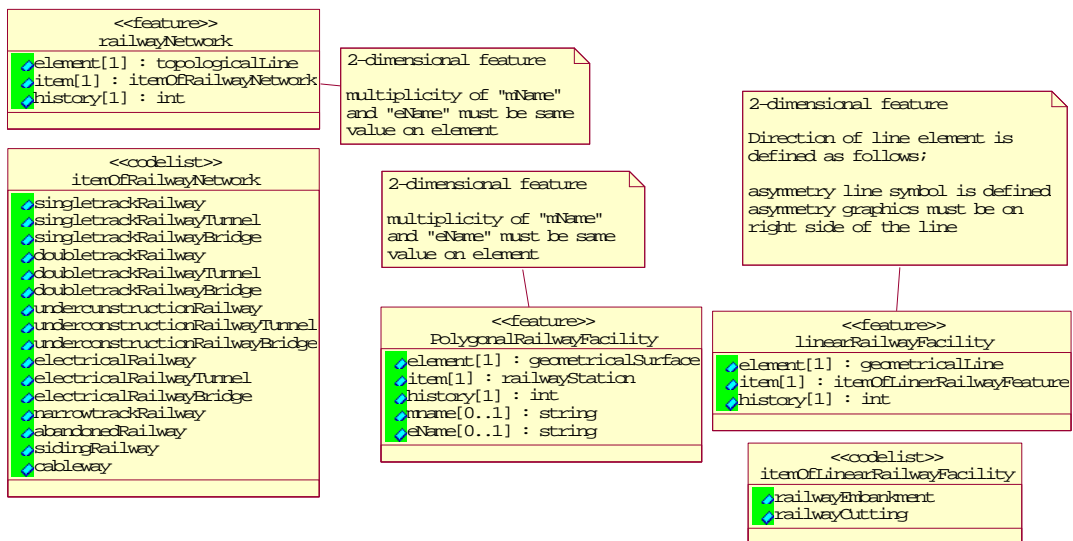 <<feature>>
railwayNetwork
element[1] : topologicalLine
item[1] : itemOfRailwayNetwork
history[1] : int
2-dimensional feature
multiplicity of "mName"
and "eName" must be same
value on element
<<codelist>>
itemOfRailwayNetwork
singletrackRailway
singletrackRailwayTunnel
singletrackRailwayBridge
doubletrackRailway
doubletrackRailwayTunnel
doubletrackRailwayBridge
undercunstructionRailway
underconstructionRailwayTunnel
underconstructionRailwayBridge
electricalRailway
electricalRailwayTunnel
electricalRailwayBridge
narrowtrackRailway
abandonedRailway
sidingRailway
cableway
2-dimensional feature
multiplicity of "mName"
and "eName" must be same
value on element
<<feature>>
PolygonalRailwayFacility
element[1] : geometricalSurface
item[1] : railwayStation
history[1] : int
mname[0..1] : string
eName[0..1] : string
2-dimensional feature
Direction of line element is
defined as follows;
asymmetry line symbol is defined
asymmetry graphics must be on
right side of the line
<<feature>>
linearRailwayFacility
element[1] : geometricalLine
item[1] : itemOfLinerRailwayFeature
history[1] : int
<<codelist>>
itemOfLinearRailwayFacility
railwayEmbankment
railwayCutting